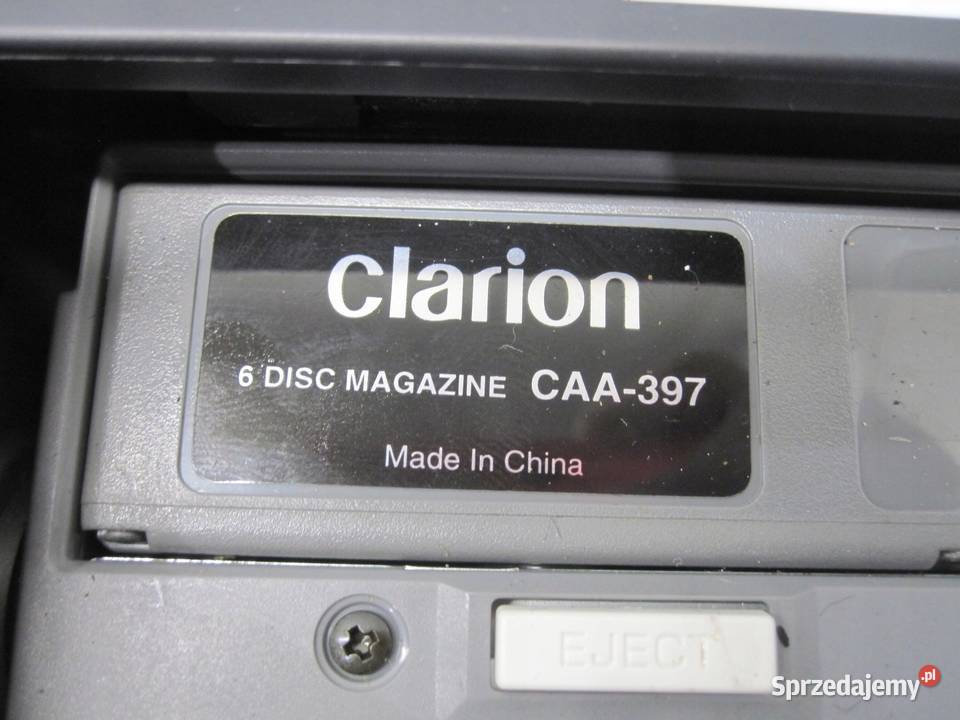 clarion
6 DISC MAGAZINE CAA-397
Made In China
EJECT
Sprzedajemy.pl